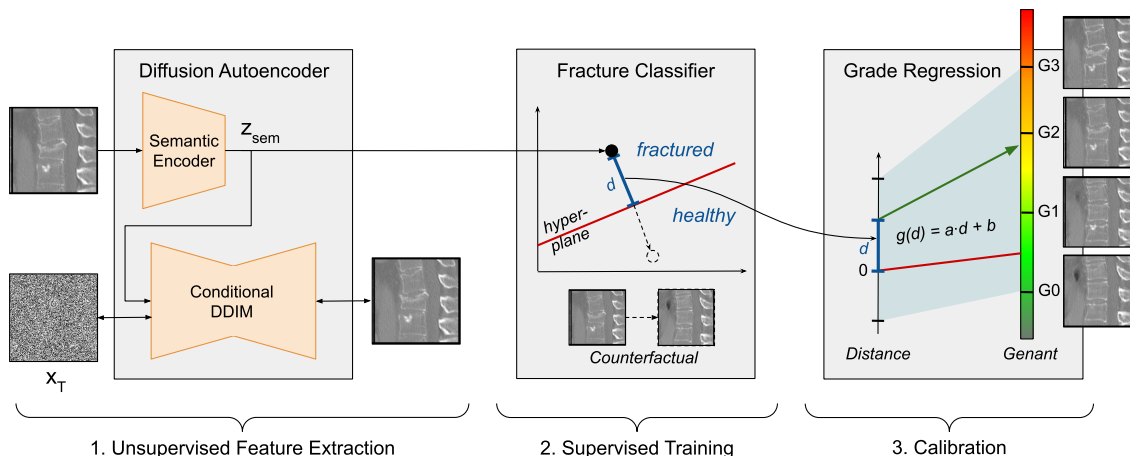 Diffusion Autoencoder
Semantic
Encoder
z_sem
Conditional
DDIM
x_T
1. Unsupervised Feature Extraction
Fracture Classifier
fractured
d
healthy
hyper-
plane
Counterfactual
2. Supervised Training
Grade Regression
G3
G2
G1
G0
g(d) = a·d + b
d
0
Distance
Genant
3. Calibration